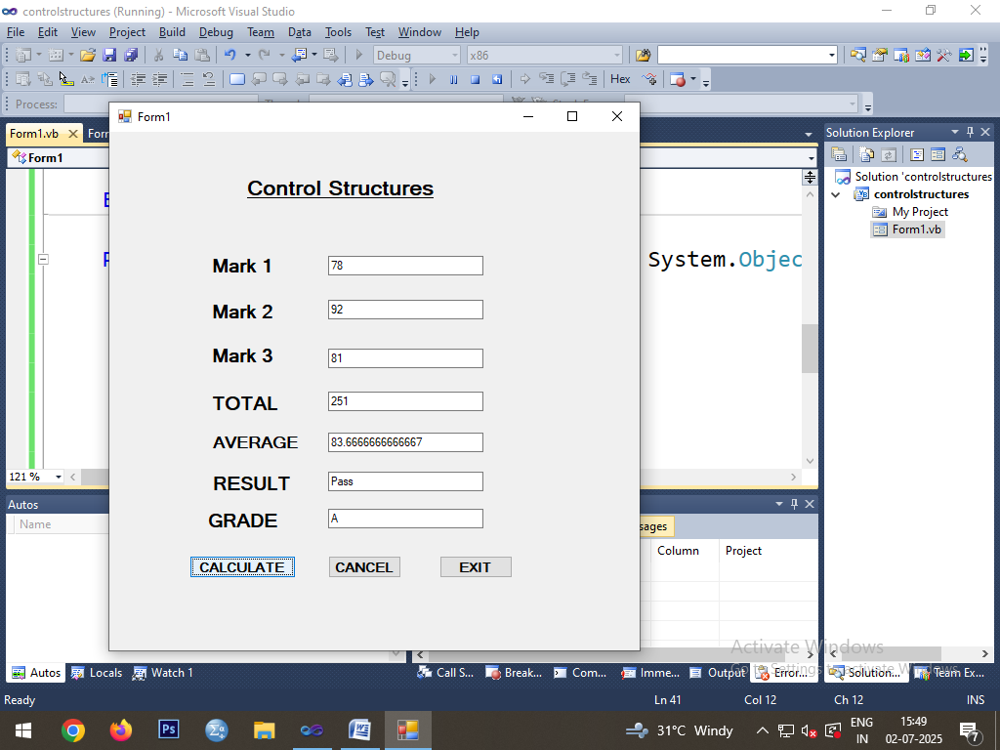 controlstructures (Running) - Microsoft Visual Studio
File Edit View Project Build Debug Team Data Tools Test Window Help
Debug x86
Hex
Process:
Form1
Form1.vb
Form1
Solution Explorer
Solution 'controlstructures
controlstructures
My Project
Form1.vb
System.Objec
Control Structures
Mark 1 78
Mark 2 92
Mark 3 81
TOTAL 251
AVERAGE 83.6666666666667
RESULT Pass
GRADE A
CALCULATE CANCEL EXIT
121 %
Autos
Name
sages
Column Project
Activate Windows
Go to Settings to activate Windows.
Autos Locals Watch 1
Call S... Break... Com... Imme... Output Error... Solution... Team Ex...
Ready Ln 41 Col 12 Ch 12 INS
Ps
31°C Windy
ENG
IN
15:49
02-07-2025
7